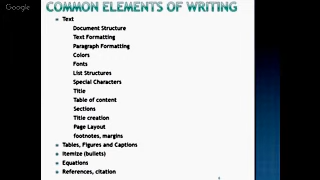 Google
COMMON ELEMENTS OF WRITING
Text
Document Structure
Text Formatting
Paragraph Formatting
Colors
Fonts
List Structures
Special Characters
Title
Table of content
Sections
Title creation
Page Layout
footnotes, margins
Tables, Figures and Captions
Itemize (bullets)
Equations
References, citation